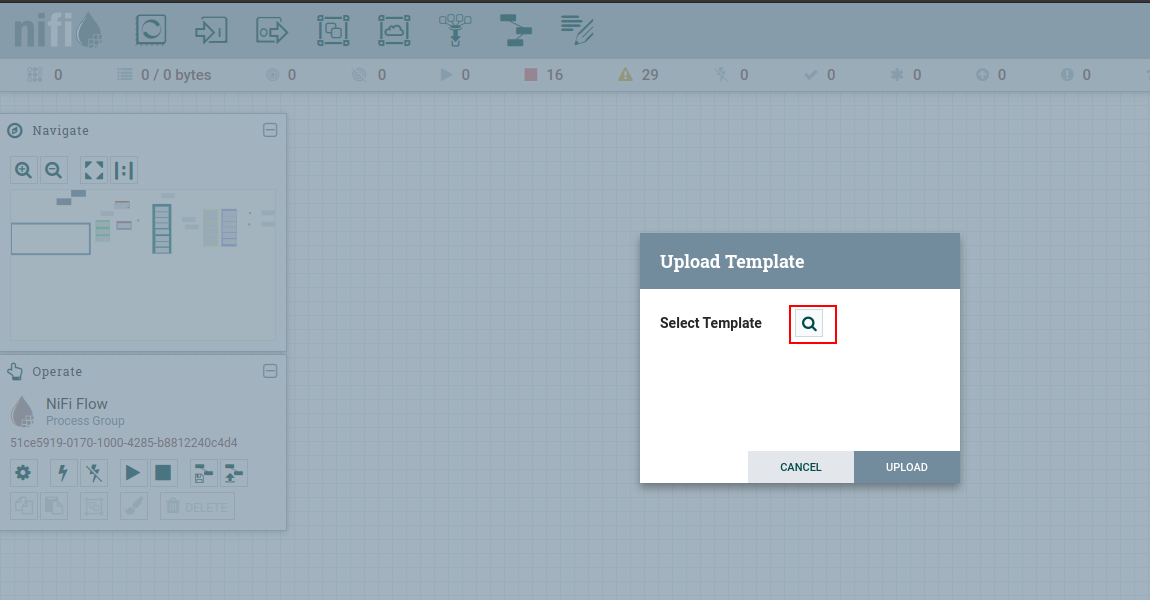 nifi
0 0 / 0 bytes 0 0 0 16 29 0 0 0 0 0
Navigate
Operate
NiFi Flow
Process Group
51ce5919-0170-1000-4285-b8812240c4d4
DELETE
Upload Template
Select Template
CANCEL UPLOAD